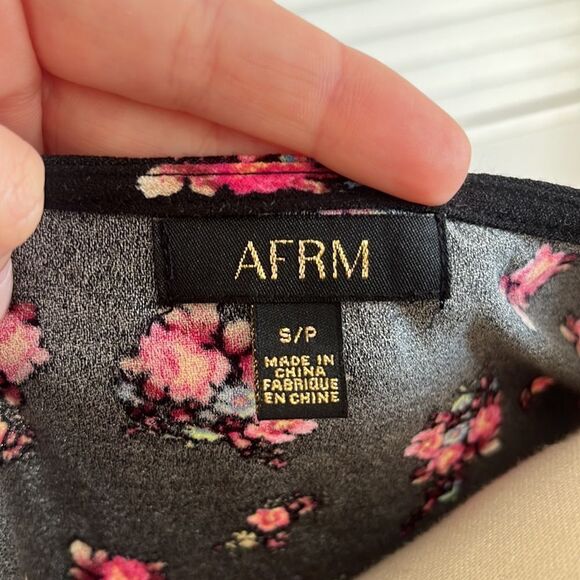 AFRM
S/P
MADE IN
CHINA
FABRIQUE
EN CHINE